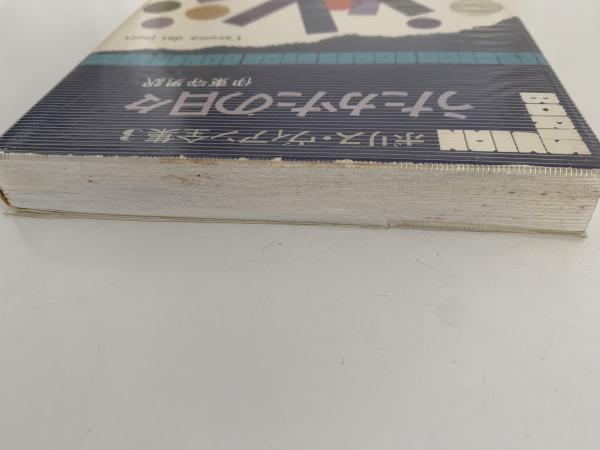 BORIS VIAN
ボリス・ヴィアン全集 3
うたかたの日々
伊東守男訳
L'écume des jours